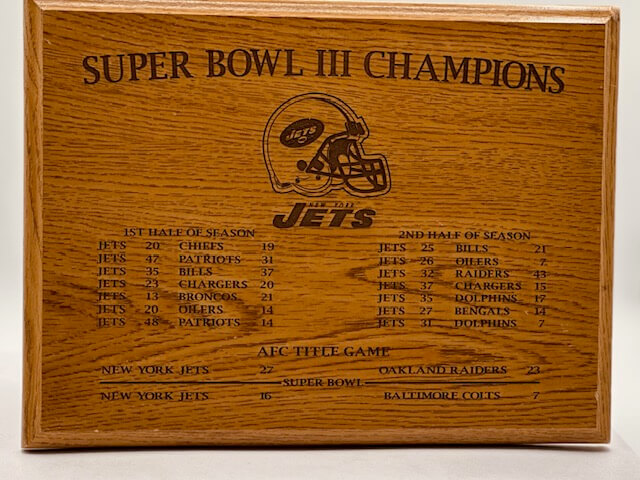 SUPER BOWL III CHAMPIONS
JETS
NEW YORK
JETS
1ST HALF OF SEASON
JETS 20 CHIEFS 19
JETS 47 PATRIOTS 31
JETS 35 BILLS 37
JETS 23 CHARGERS 20
JETS 13 BRONCOS 21
JETS 20 OILERS 14
JETS 48 PATRIOTS 14
2ND HALF OF SEASON
JETS 25 BILLS 21
JETS 26 OILERS 7
JETS 32 RAIDERS 43
JETS 37 CHARGERS 15
JETS 35 DOLPHINS 17
JETS 27 BENGALS 14
JETS 31 DOLPHINS 7
AFC TITLE GAME
NEW YORK JETS 27 OAKLAND RAIDERS 23
SUPER BOWL
NEW YORK JETS 16 BALTIMORE COLTS 7